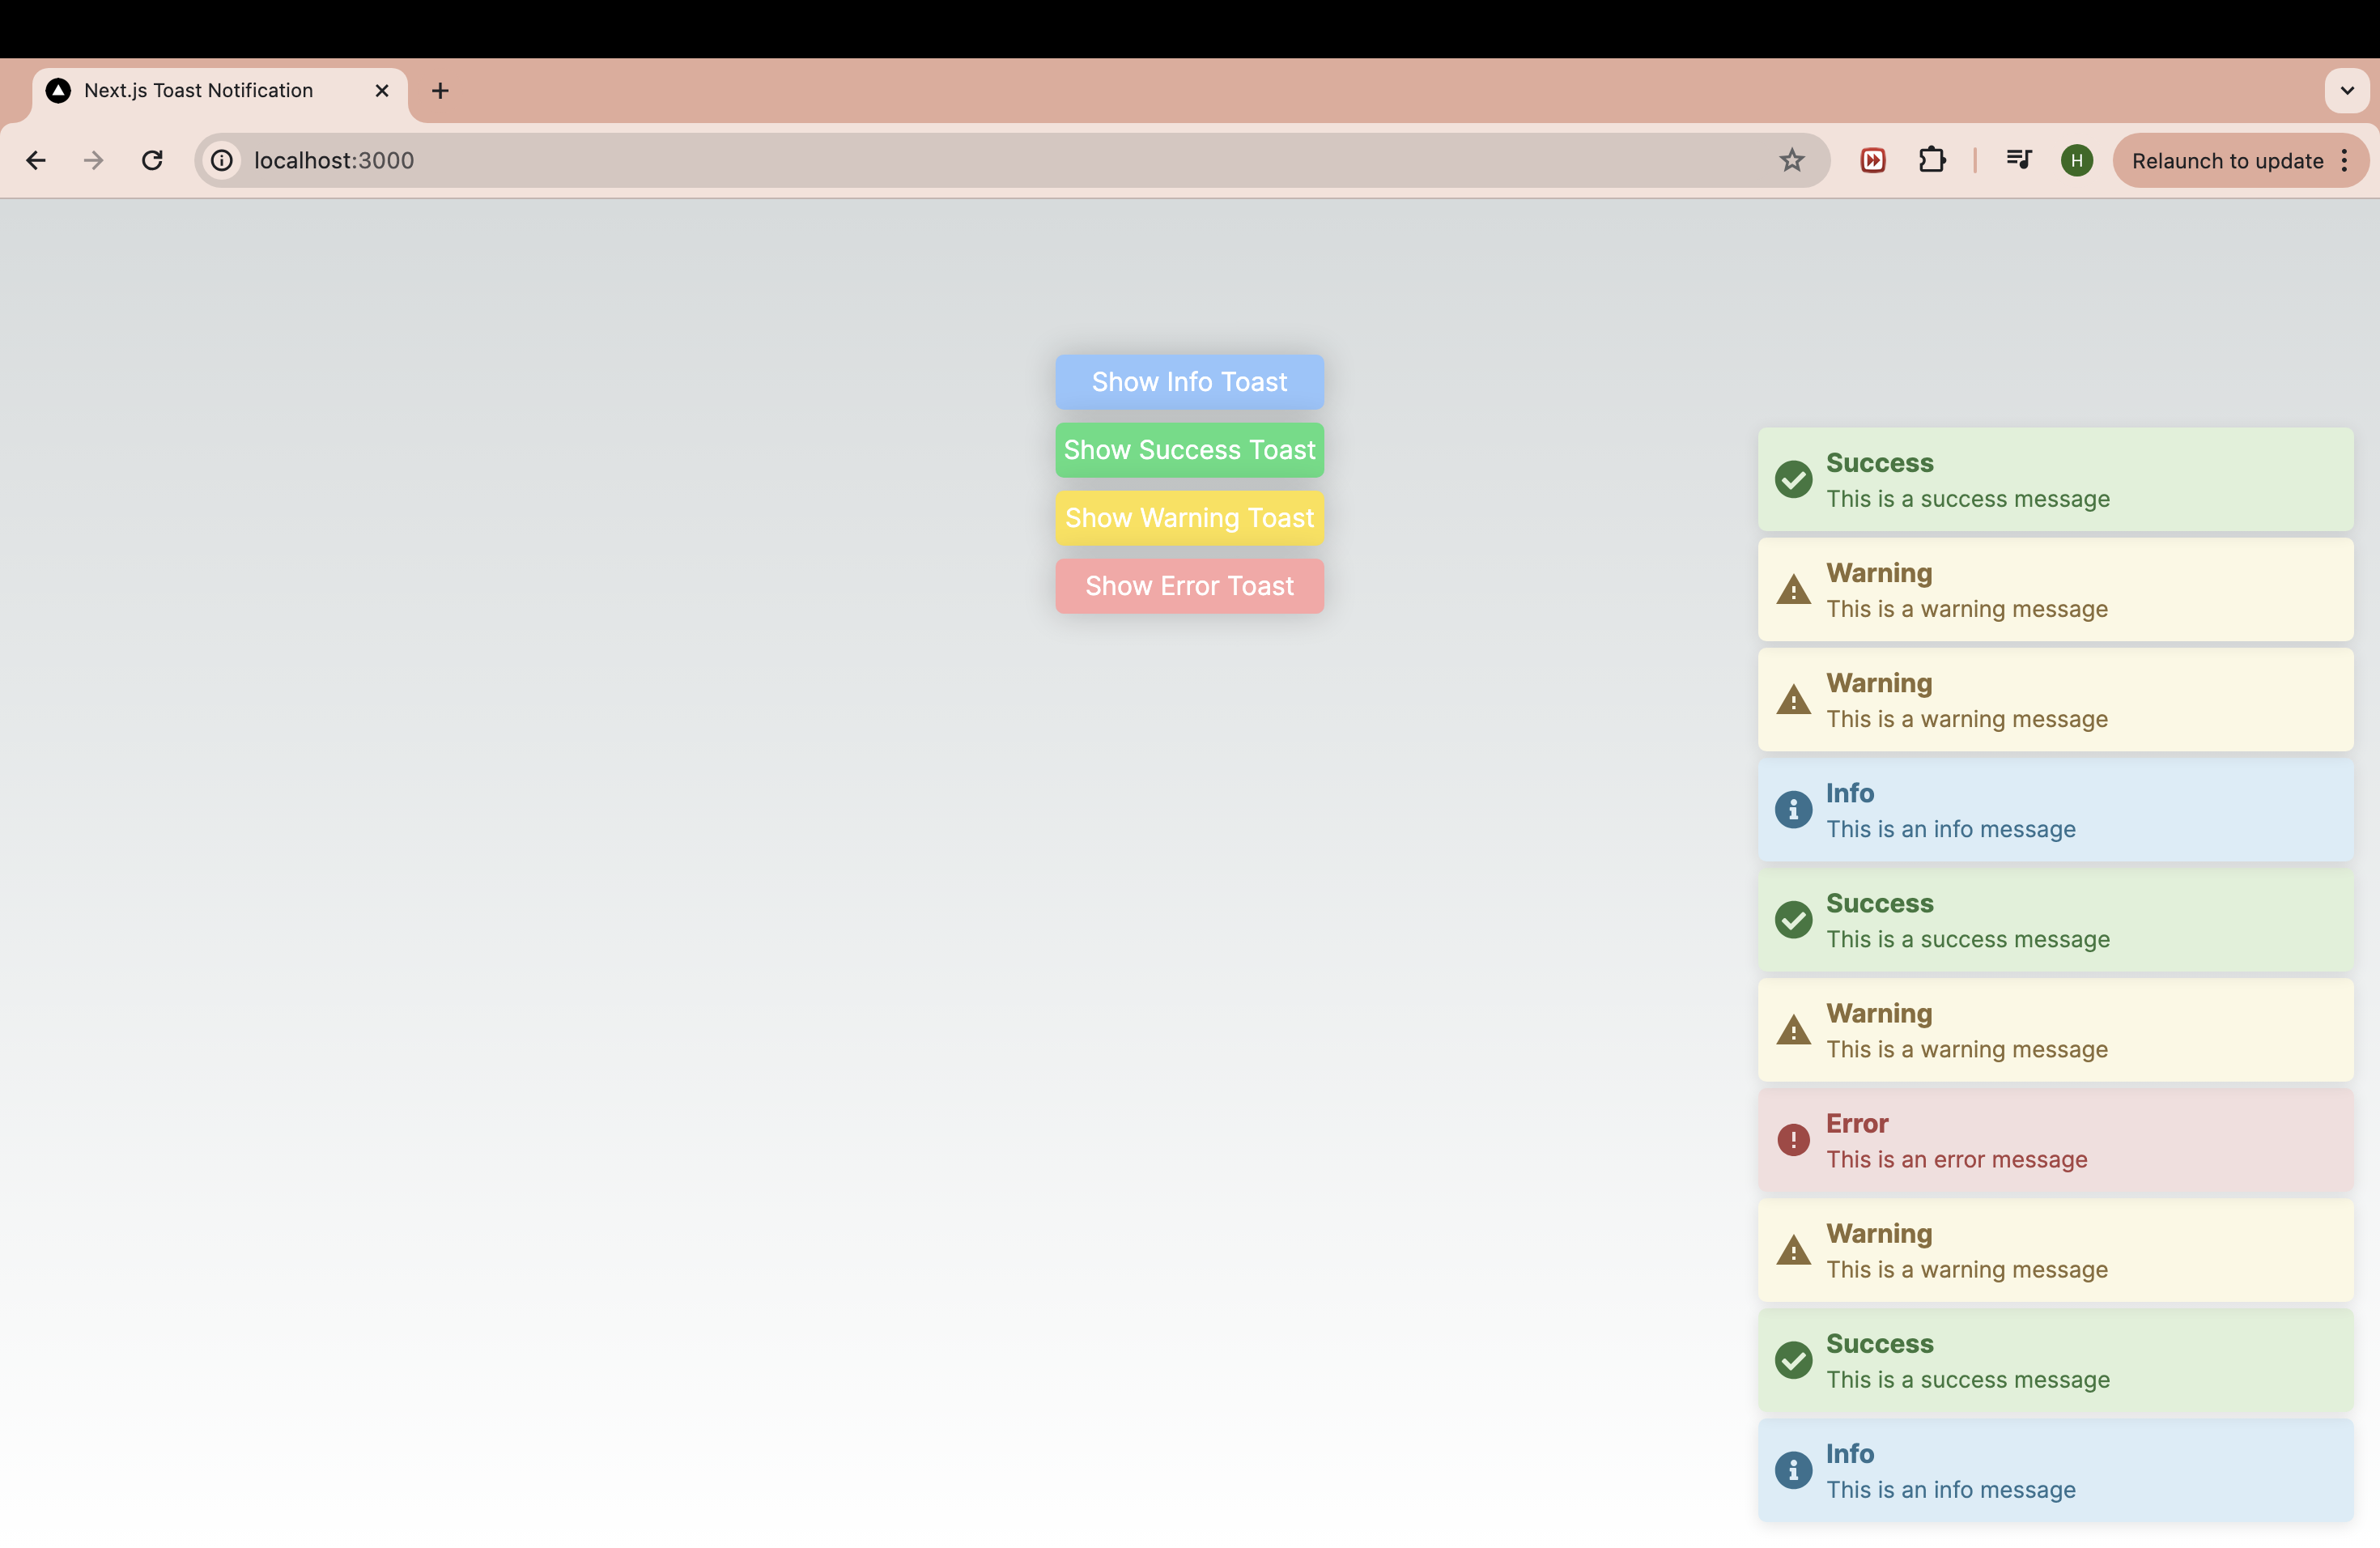 Next.js Toast Notification
localhost:3000
H
Relaunch to update
Show Info Toast
Show Success Toast
Show Warning Toast
Show Error Toast
Success
This is a success message
Warning
This is a warning message
Warning
This is a warning message
Info
This is an info message
Success
This is a success message
Warning
This is a warning message
Error
This is an error message
Warning
This is a warning message
Success
This is a success message
Info
This is an info message